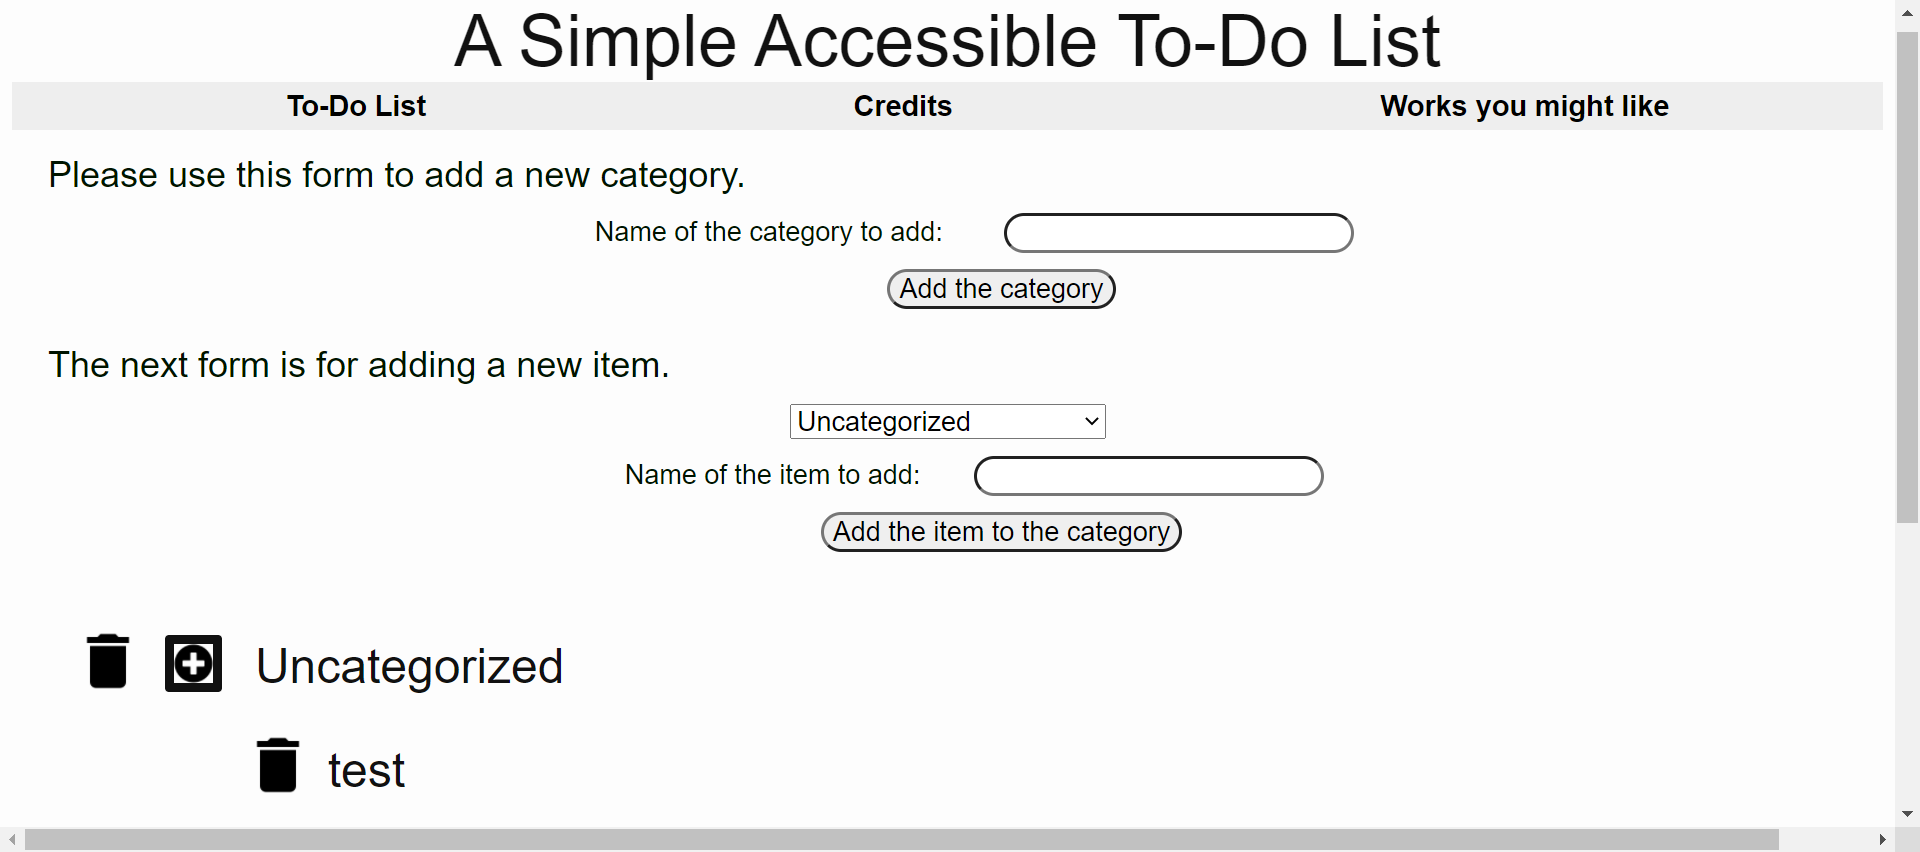 A Simple Accessible To-Do List
To-Do List Credits Works you might like
Please use this form to add a new category.
Name of the category to add:
Add the category
The next form is for adding a new item.
Uncategorized
Name of the item to add:
Add the item to the category
Uncategorized
test